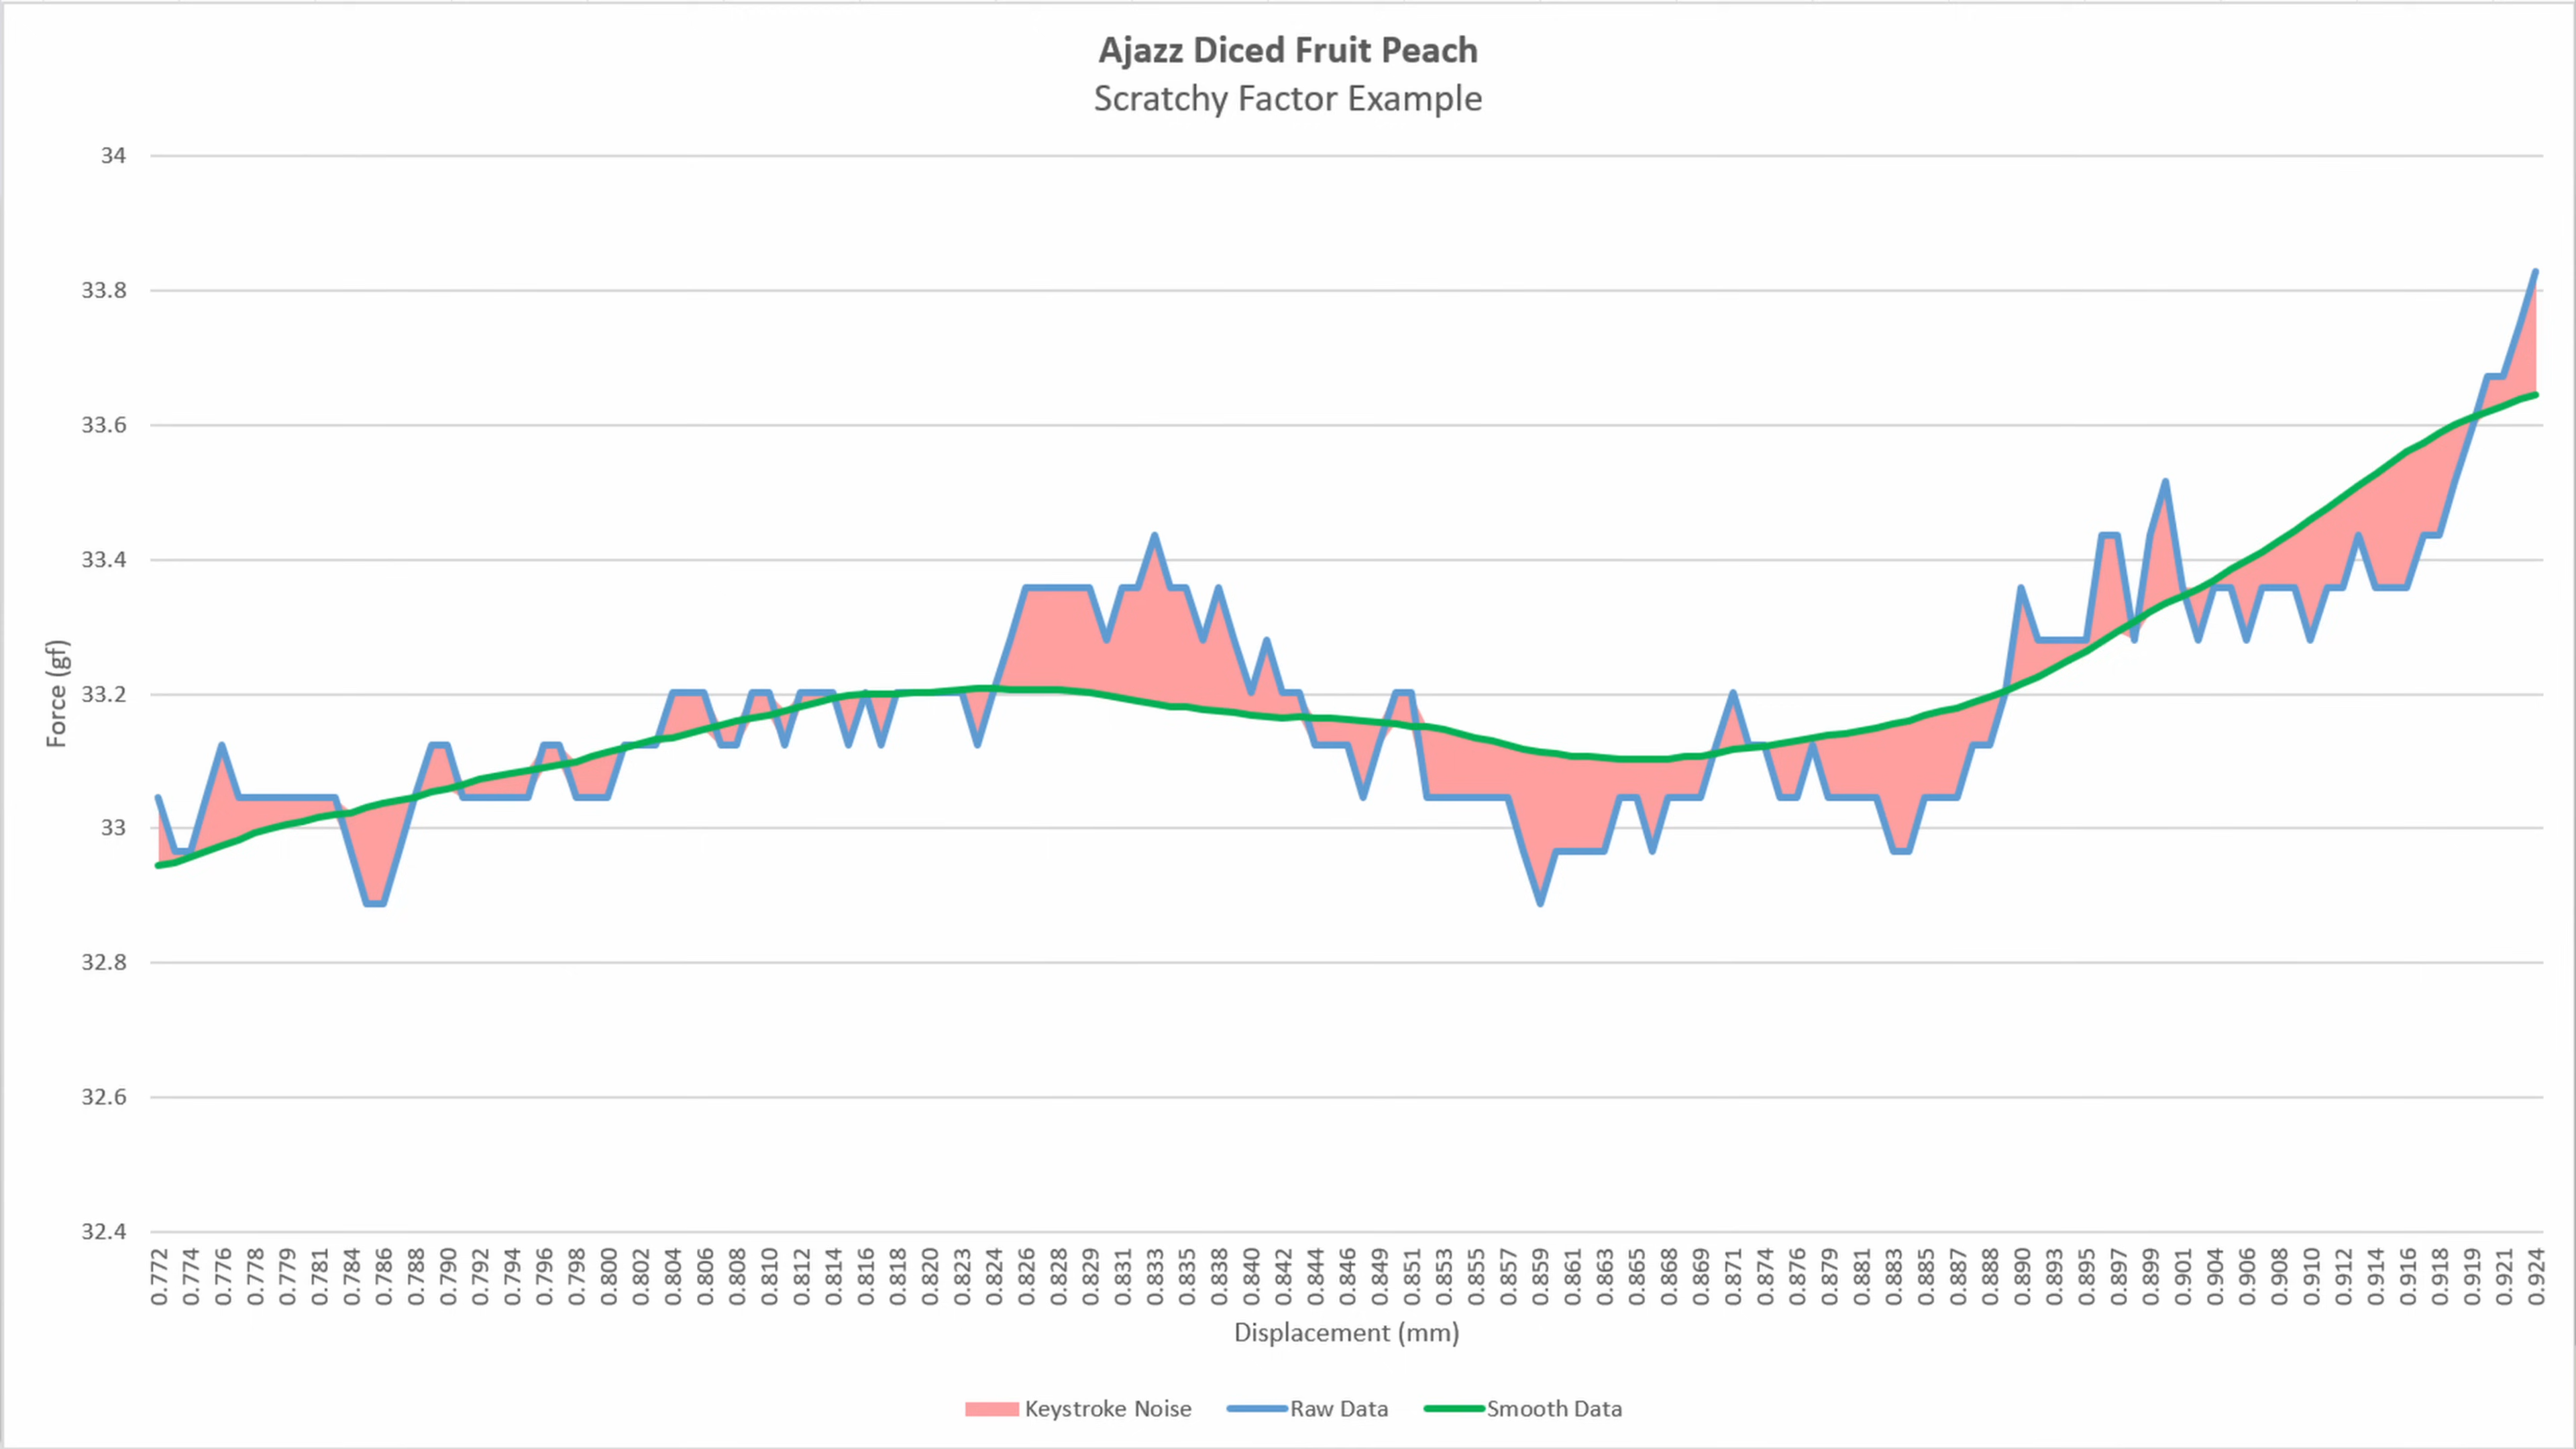 Ajazz Diced Fruit Peach
Scratchy Factor Example
34
33.8
33.6
33.4
33.2
33
32.8
32.6
32.4
Force (gf)
0.772 0.774 0.776 0.778 0.779 0.781 0.784 0.786 0.788 0.790 0.792 0.794 0.796 0.798 0.800 0.802 0.804 0.806 0.808 0.810 0.812 0.814 0.816 0.818 0.820 0.823 0.824 0.826 0.828 0.829 0.831 0.833 0.835 0.838 0.840 0.842 0.844 0.846 0.849 0.851 0.853 0.855 0.857 0.859 0.861 0.863 0.865 0.868 0.869 0.871 0.874 0.876 0.879 0.881 0.883 0.885 0.887 0.888 0.890 0.893 0.895 0.897 0.899 0.901 0.904 0.906 0.908 0.910 0.912 0.914 0.916 0.918 0.919 0.921 0.924
Displacement (mm)
Keystroke Noise Raw Data Smooth Data